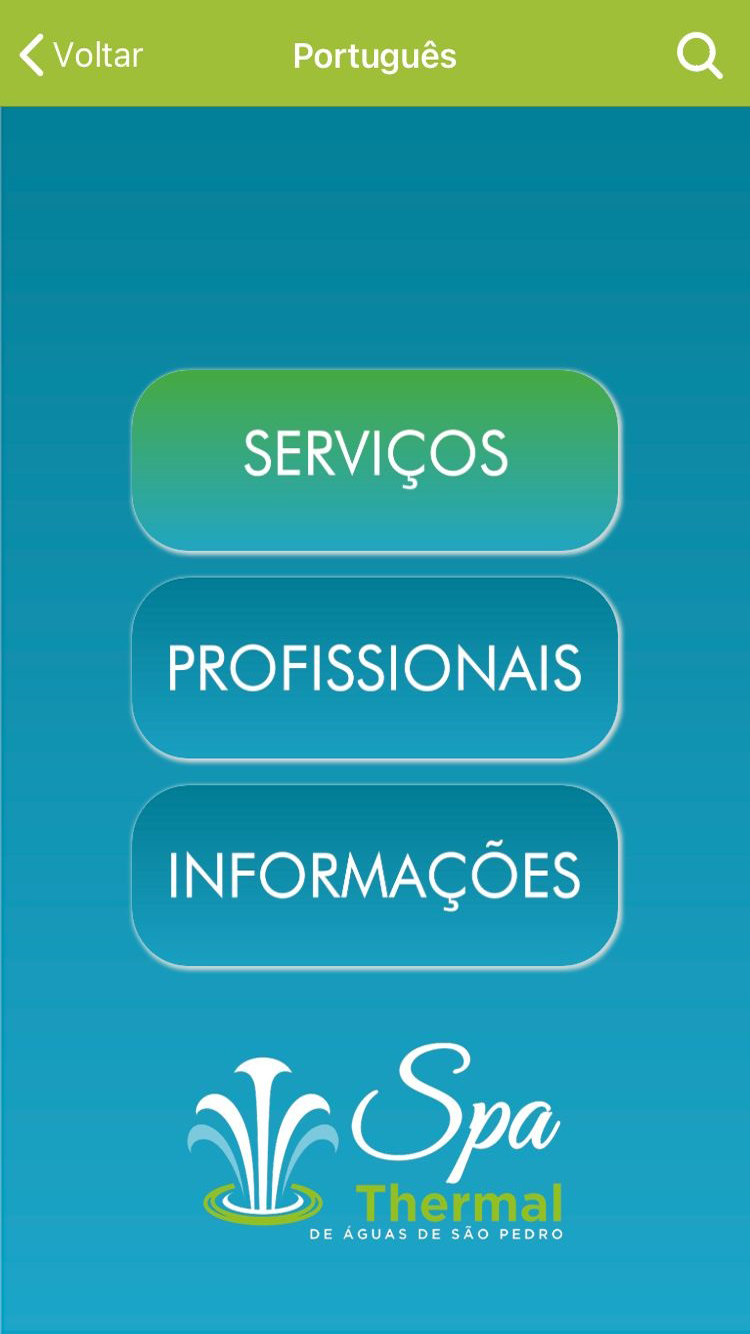 Voltar
Português
SERVIÇOS
PROFISSIONAIS
INFORMAÇÕES
Spa
Thermal
DE ÁGUAS DE SÃO PEDRO